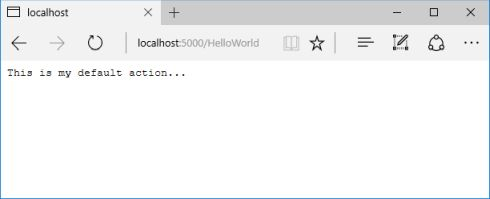 localhost
localhost:5000/HelloWorld
This is my default action...